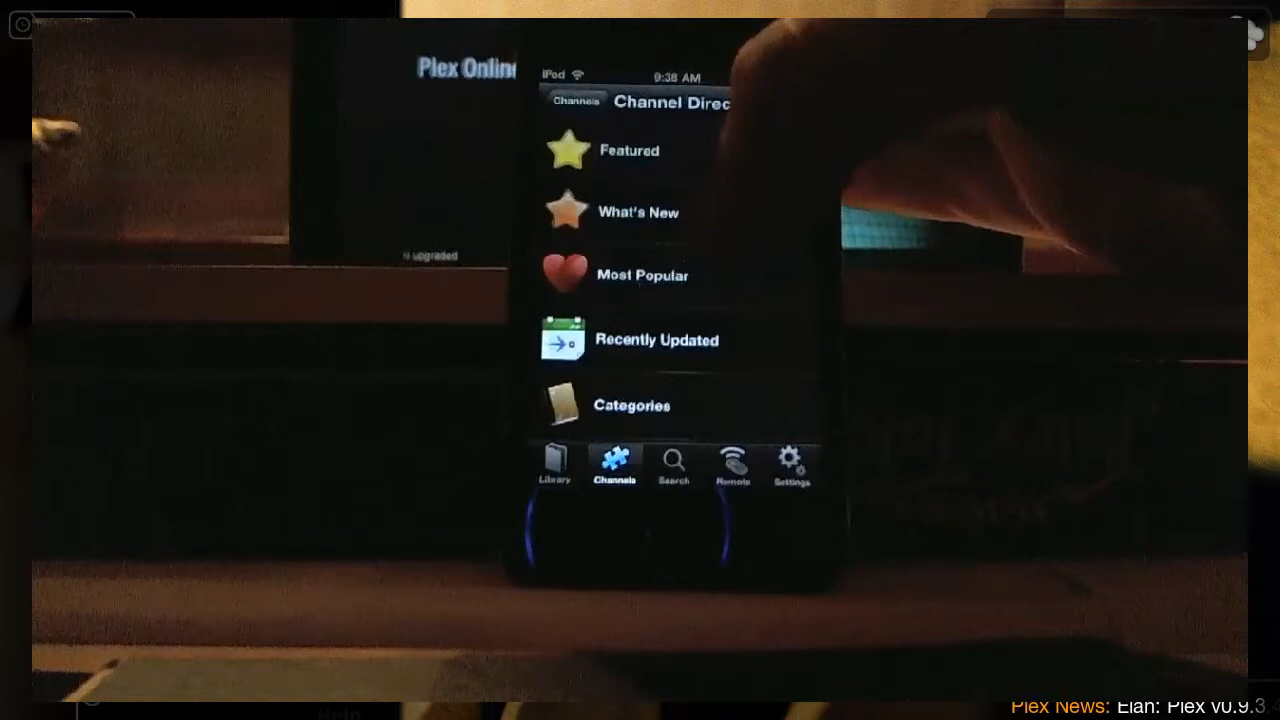 Plex Online
iPod
9:38 AM
Channels
Channel Direc
Featured
What's New
Most Popular
Recently Updated
Categories
upgraded
Library
Channels
Search
Remote
Settings
Plex News: Elan: Plex v0.9.3